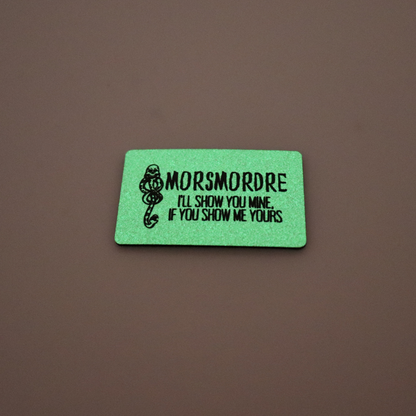 MORSMORDRE
I'LL SHOW YOU MINE,
IF YOU SHOW ME YOURS